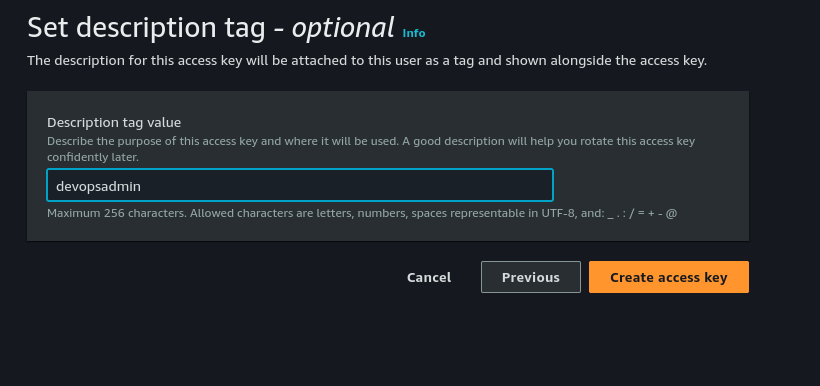 Set description tag - optional Info
The description for this access key will be attached to this user as a tag and shown alongside the access key.
Description tag value
Describe the purpose of this access key and where it will be used. A good description will help you rotate this access key
confidently later.
devopsadmin
Maximum 256 characters. Allowed characters are letters, numbers, spaces representable in UTF-8, and: _ . : / = + - @
Cancel Previous Create access key